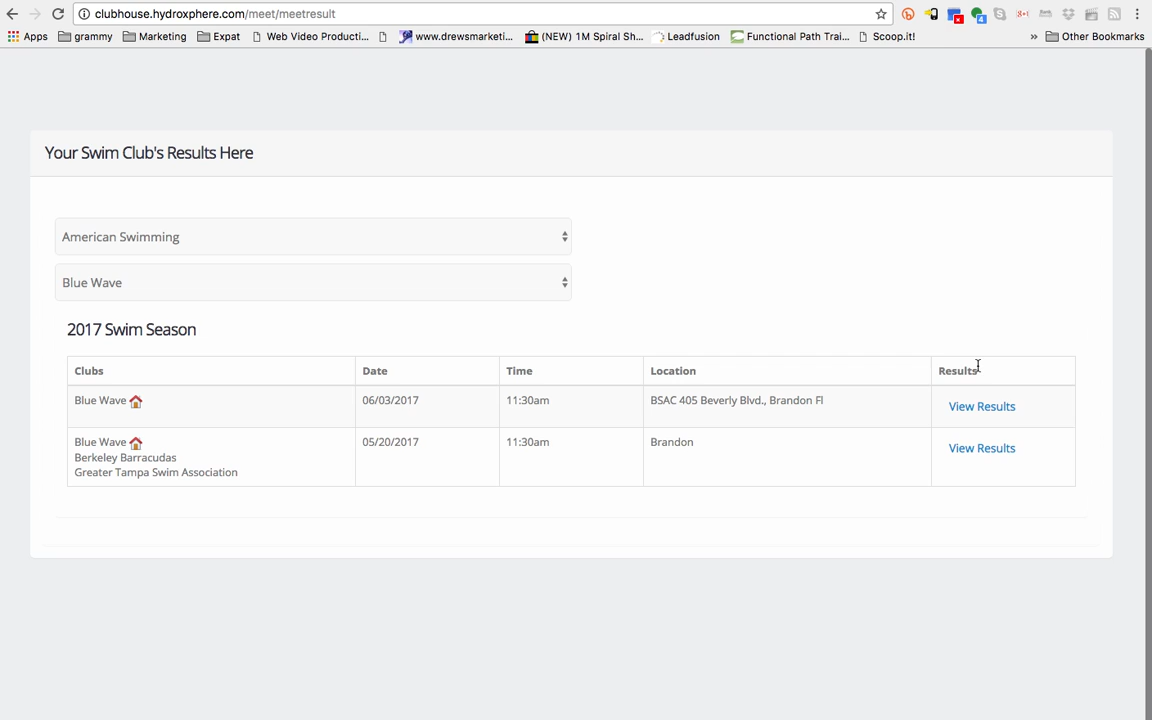 clubhouse.hydroxphere.com/meet/meetresult
Apps grammy Marketing Expat Web Video Producti... www.drewsmarketi... (NEW) 1M Spiral Sh... Leadfusion Functional Path Trai... Scoop.it! » Other Bookmarks
Your Swim Club's Results Here
American Swimming
Blue Wave
2017 Swim Season
Clubs Date Time Location Results
Blue Wave 06/03/2017 11:30am BSAC 405 Beverly Blvd., Brandon Fl View Results
Blue Wave 05/20/2017 11:30am Brandon View Results
Berkeley Barracudas
Greater Tampa Swim Association